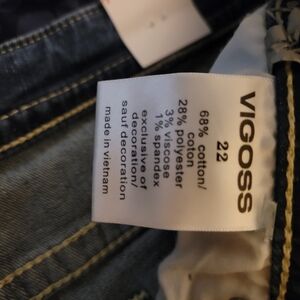 VIGOSS
22
68% cotton/
coton
28% polyester
3% viscose
1% spandex
exclusive of
decoration/
sauf decoration
made in vietnam